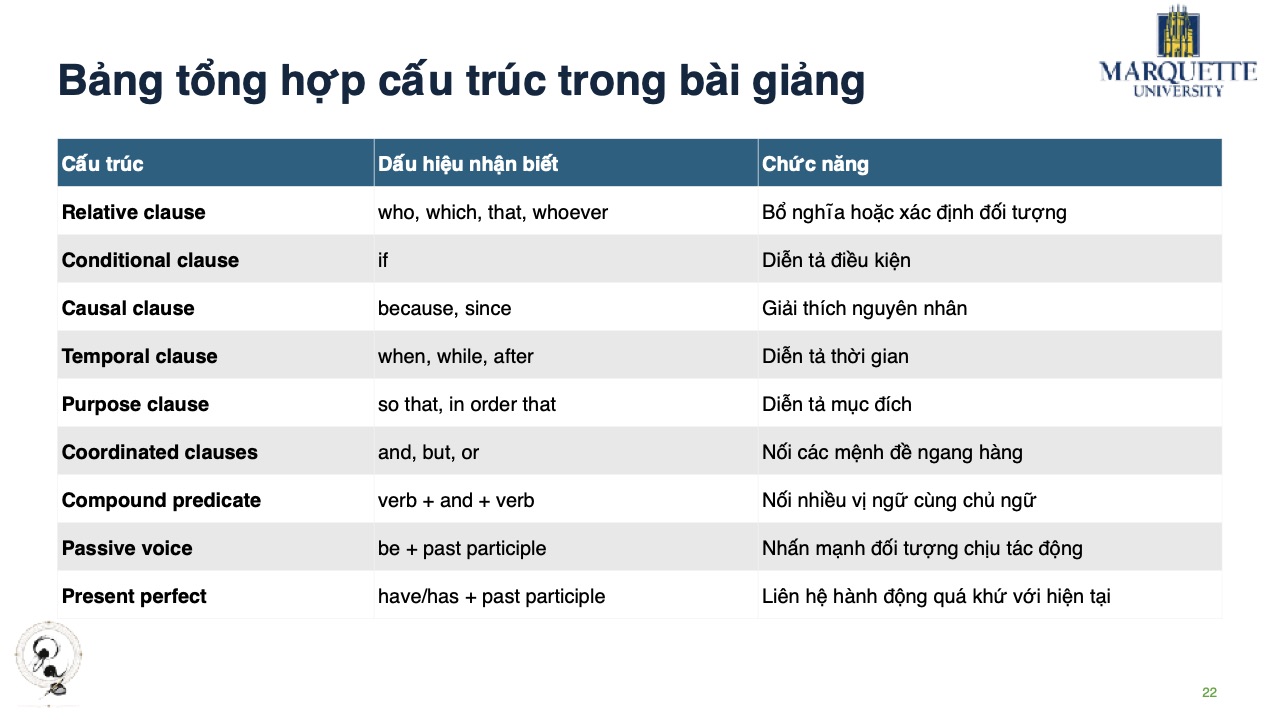 MARQUETTE
UNIVERSITY
Bảng tổng hợp cấu trúc trong bài giảng
Cấu trúc Dấu hiệu nhận biết Chức năng
Relative clause who, which, that, whoever Bổ nghĩa hoặc xác định đối tượng
Conditional clause if Diễn tả điều kiện
Causal clause because, since Giải thích nguyên nhân
Temporal clause when, while, after Diễn tả thời gian
Purpose clause so that, in order that Diễn tả mục đích
Coordinated clauses and, but, or Nối các mệnh đề ngang hàng
Compound predicate verb + and + verb Nối nhiều vị ngữ cùng chủ ngữ
Passive voice be + past participle Nhấn mạnh đối tượng chịu tác động
Present perfect have/has + past participle Liên hệ hành động quá khứ với hiện tại
22